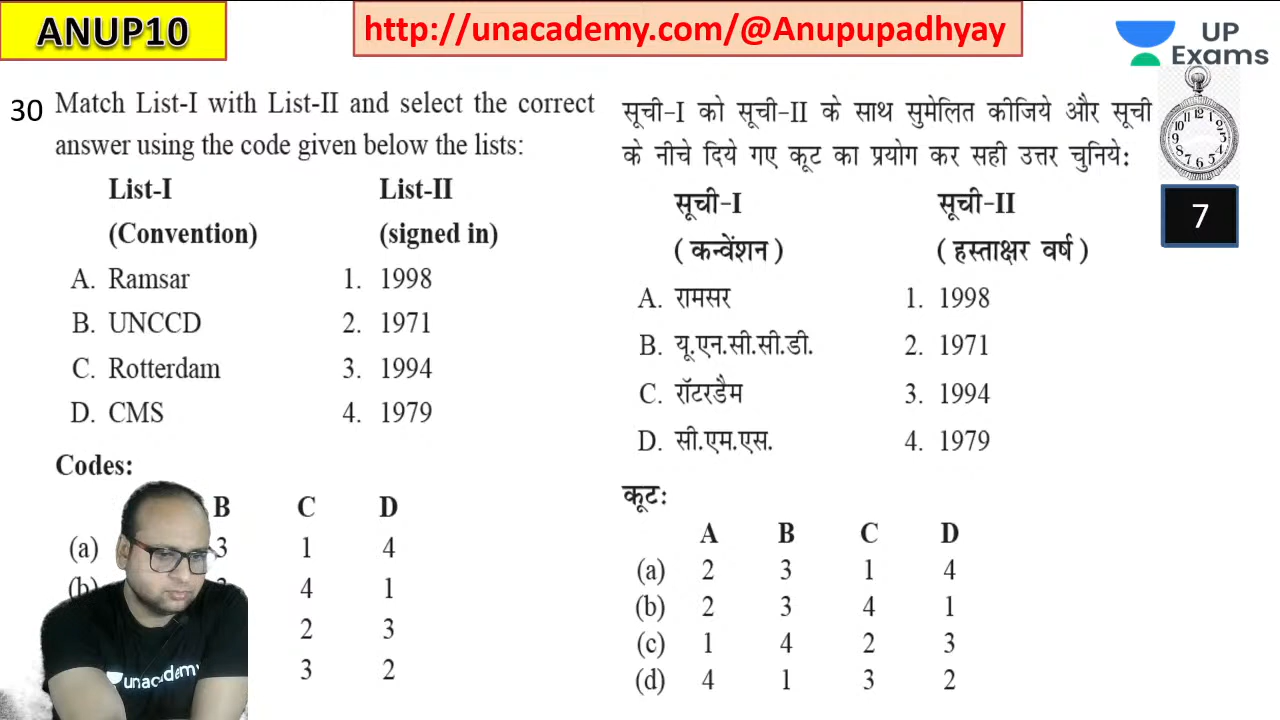 ANUP10
http://unacademy.com/@Anupupadhyay
UP
Exams
30 Match List-I with List-II and select the correct
answer using the code given below the lists:
List-I List-II
(Convention) (signed in)
A. Ramsar 1. 1998
B. UNCCD 2. 1971
C. Rotterdam 3. 1994
D. CMS 4. 1979
Codes:
B C D
(a) 3 1 4
(b) 4 1
2 3
3 2
unacademy
सूची-I को सूची-II के साथ सुमेलित कीजिये और सूची
के नीचे दिये गए कूट का प्रयोग कर सही उत्तर चुनिये:
सूची-I सूची-II
(कन्वेंशन) (हस्ताक्षर वर्ष)
A. रामसर 1. 1998
B. यू.एन.सी.सी.डी. 2. 1971
C. रॉटरडैम 3. 1994
D. सी.एम.एस. 4. 1979
कूट:
A B C D
(a) 2 3 1 4
(b) 2 3 4 1
(c) 1 4 2 3
(d) 4 1 3 2
7